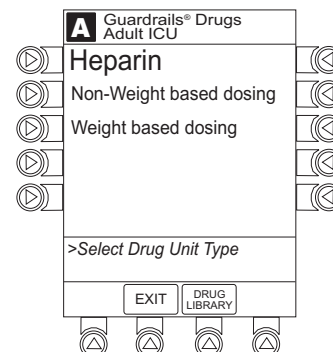 A Guardrails® Drugs
Adult ICU
Heparin
Non-Weight based dosing
Weight based dosing
>Select Drug Unit Type
EXIT
DRUG
LIBRARY